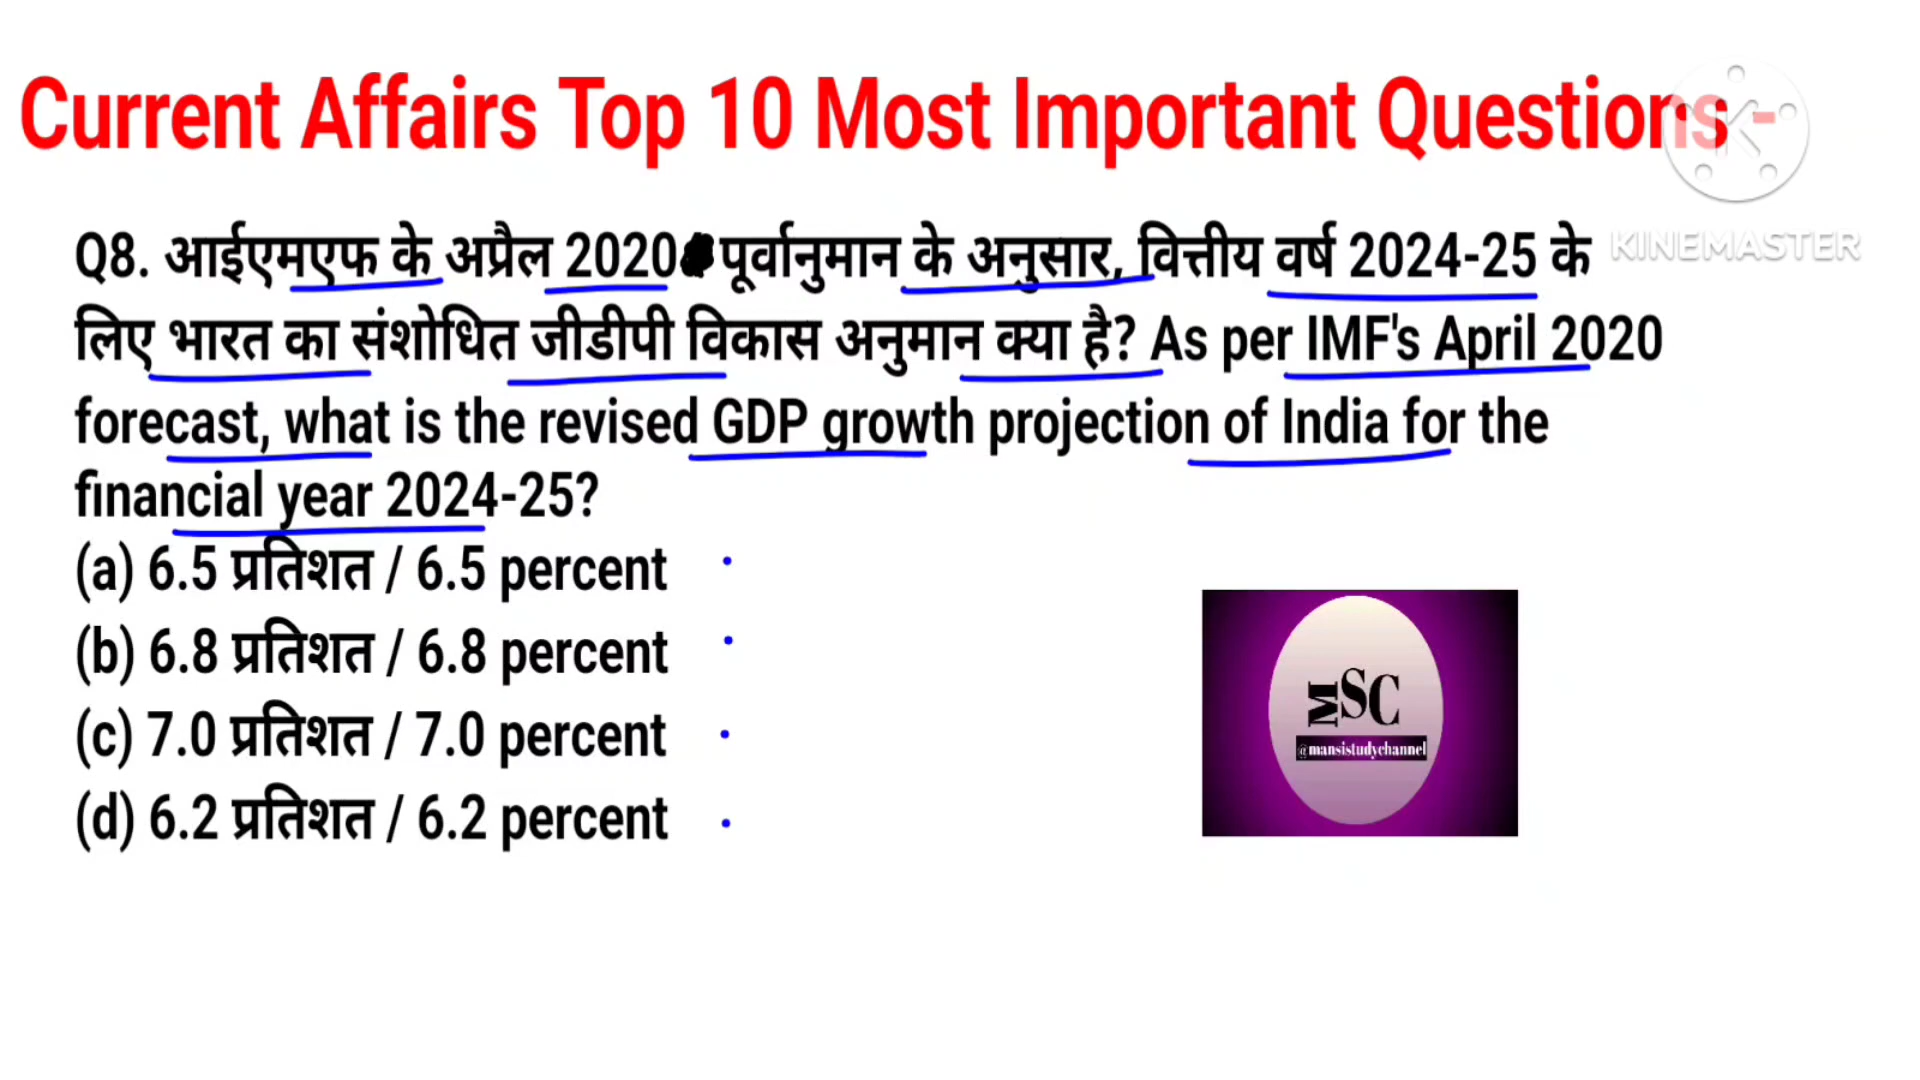 Current Affairs Top 10 Most Important Questions -
Q8. आईएमएफ के अप्रैल 2020 पूर्वानुमान के अनुसार, वित्तीय वर्ष 2024-25 के
लिए भारत का संशोधित जीडीपी विकास अनुमान क्या है? As per IMF's April 2020
forecast, what is the revised GDP growth projection of India for the
financial year 2024-25?
(a) 6.5 प्रतिशत / 6.5 percent
(b) 6.8 प्रतिशत / 6.8 percent
(c) 7.0 प्रतिशत / 7.0 percent
(d) 6.2 प्रतिशत / 6.2 percent
K
KINEMASTER
MSC
@mansistudychannel